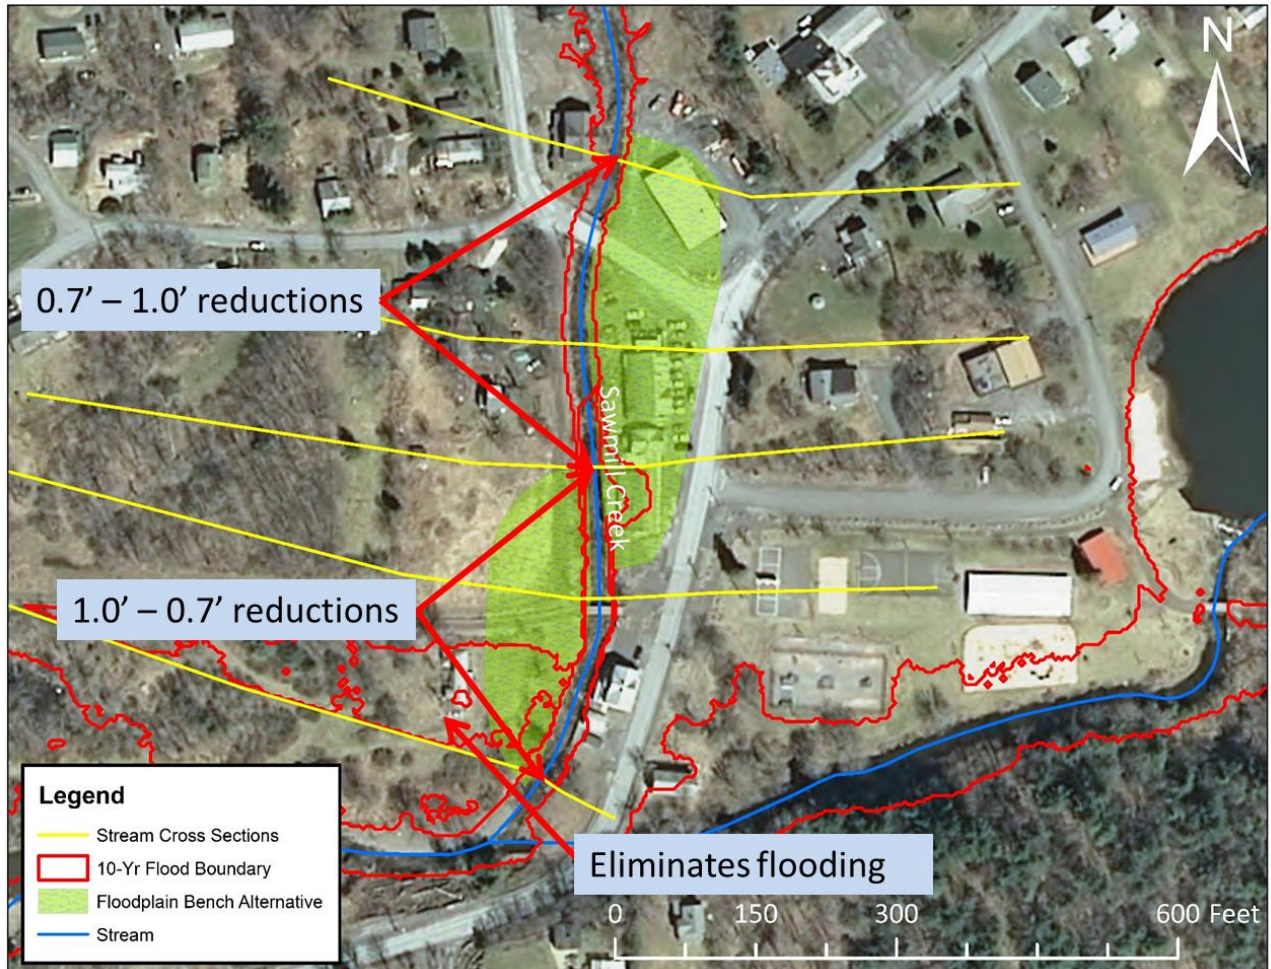 N
0.7’ – 1.0’ reductions
Sawmill Creek
1.0’ – 0.7’ reductions
Eliminates flooding
Legend
Stream Cross Sections
10-Yr Flood Boundary
Floodplain Bench Alternative
Stream
0 150 300 600 Feet